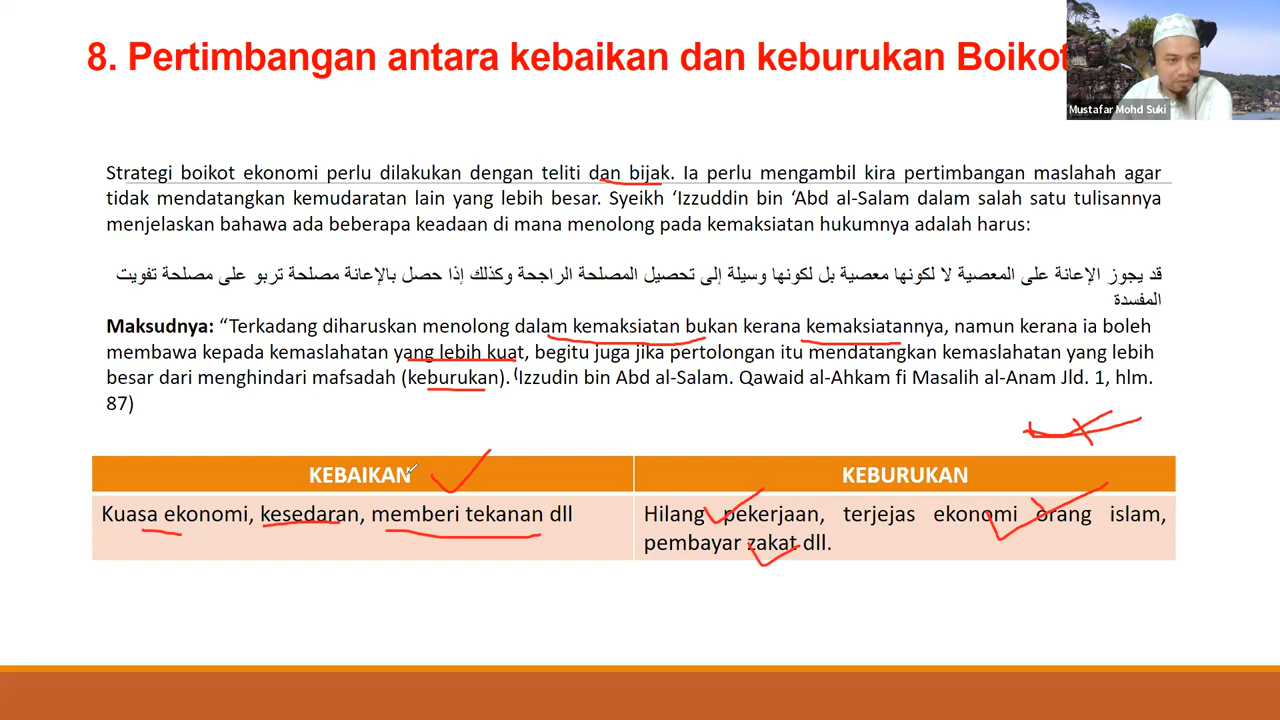 8. Pertimbangan antara kebaikan dan keburukan Boikot
Mustafar Mohd Suki
Strategi boikot ekonomi perlu dilakukan dengan teliti dan bijak. Ia perlu mengambil kira pertimbangan maslahah agar
tidak mendatangkan kemudaratan lain yang lebih besar. Syeikh ‘Izzuddin bin ‘Abd al-Salam dalam salah satu tulisannya
menjelaskan bahawa ada beberapa keadaan di mana menolong pada kemaksiatan hukumnya adalah harus:
قد يجوز الإعانة على المعصية لا لكونها معصية بل لكونها وسيلة إلى تحصيل المصلحة الراجحة وكذلك إذا حصل بالإعانة مصلحة تربو على مصلحة تفويت
المفسدة
Maksudnya: “Terkadang diharuskan menolong dalam kemaksiatan bukan kerana kemaksiatannya, namun kerana ia boleh
membawa kepada kemaslahatan yang lebih kuat, begitu juga jika pertolongan itu mendatangkan kemaslahatan yang lebih
besar dari menghindari mafsadah (keburukan). (Izzudin bin Abd al-Salam. Qawaid al-Ahkam fi Masalih al-Anam Jld. 1, hlm.
87)
KEBAIKAN
KEBURUKAN
Kuasa ekonomi, kesedaran, memberi tekanan dll
Hilang pekerjaan, terjejas ekonomi orang islam,
pembayar zakat dll.